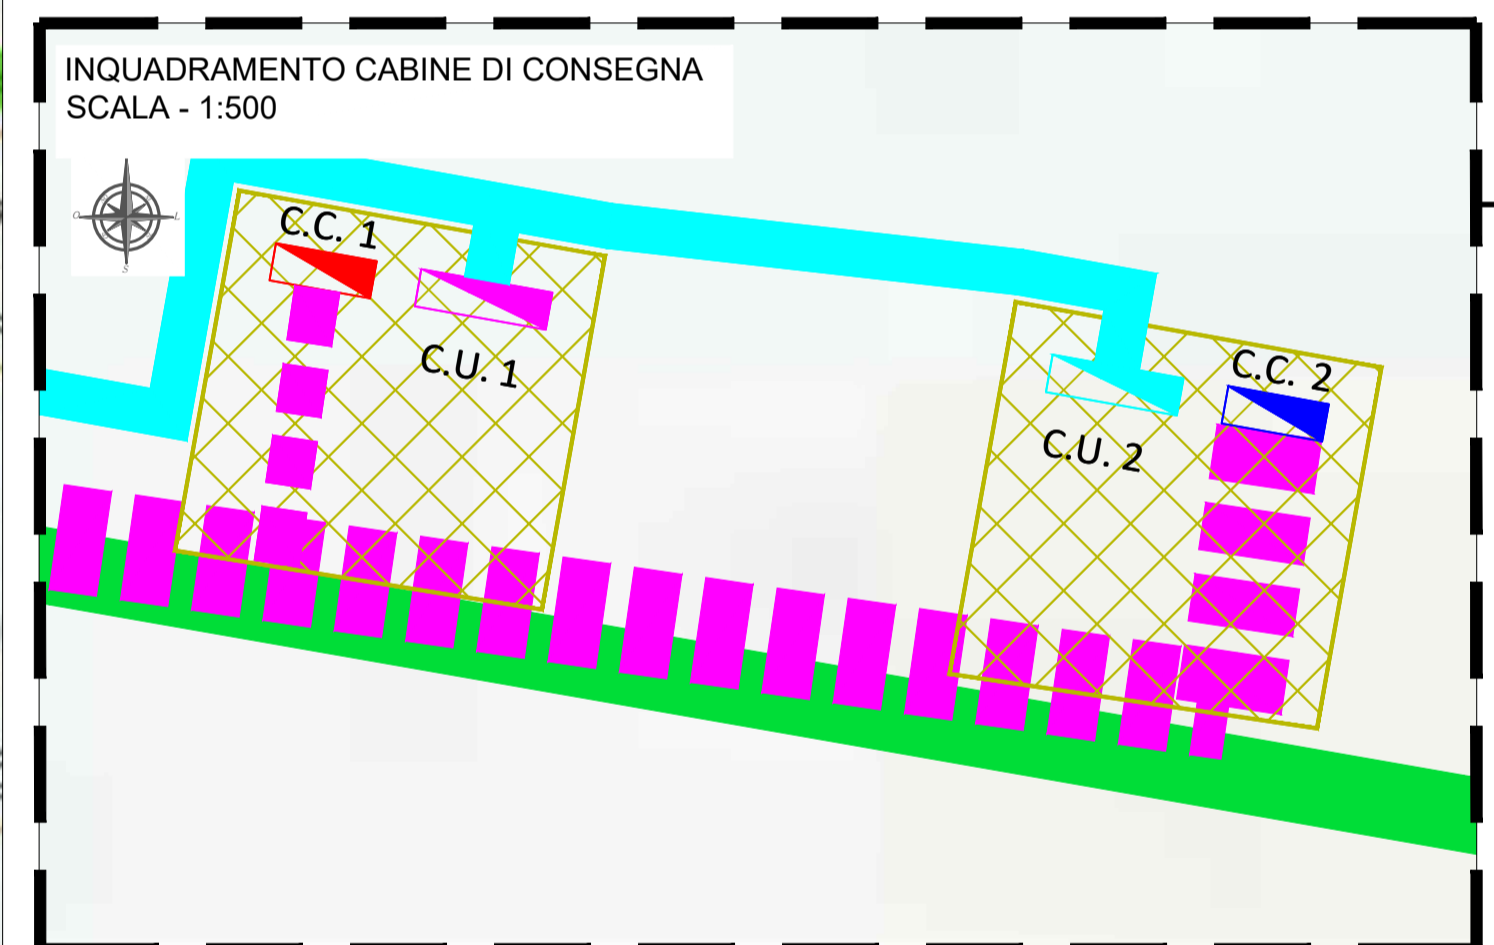 INQUADRAMENTO CABINE DI CONSEGNA
SCALA - 1:500
O
L
S
C.C. 1
C.U. 1
C.C. 2
C.U. 2